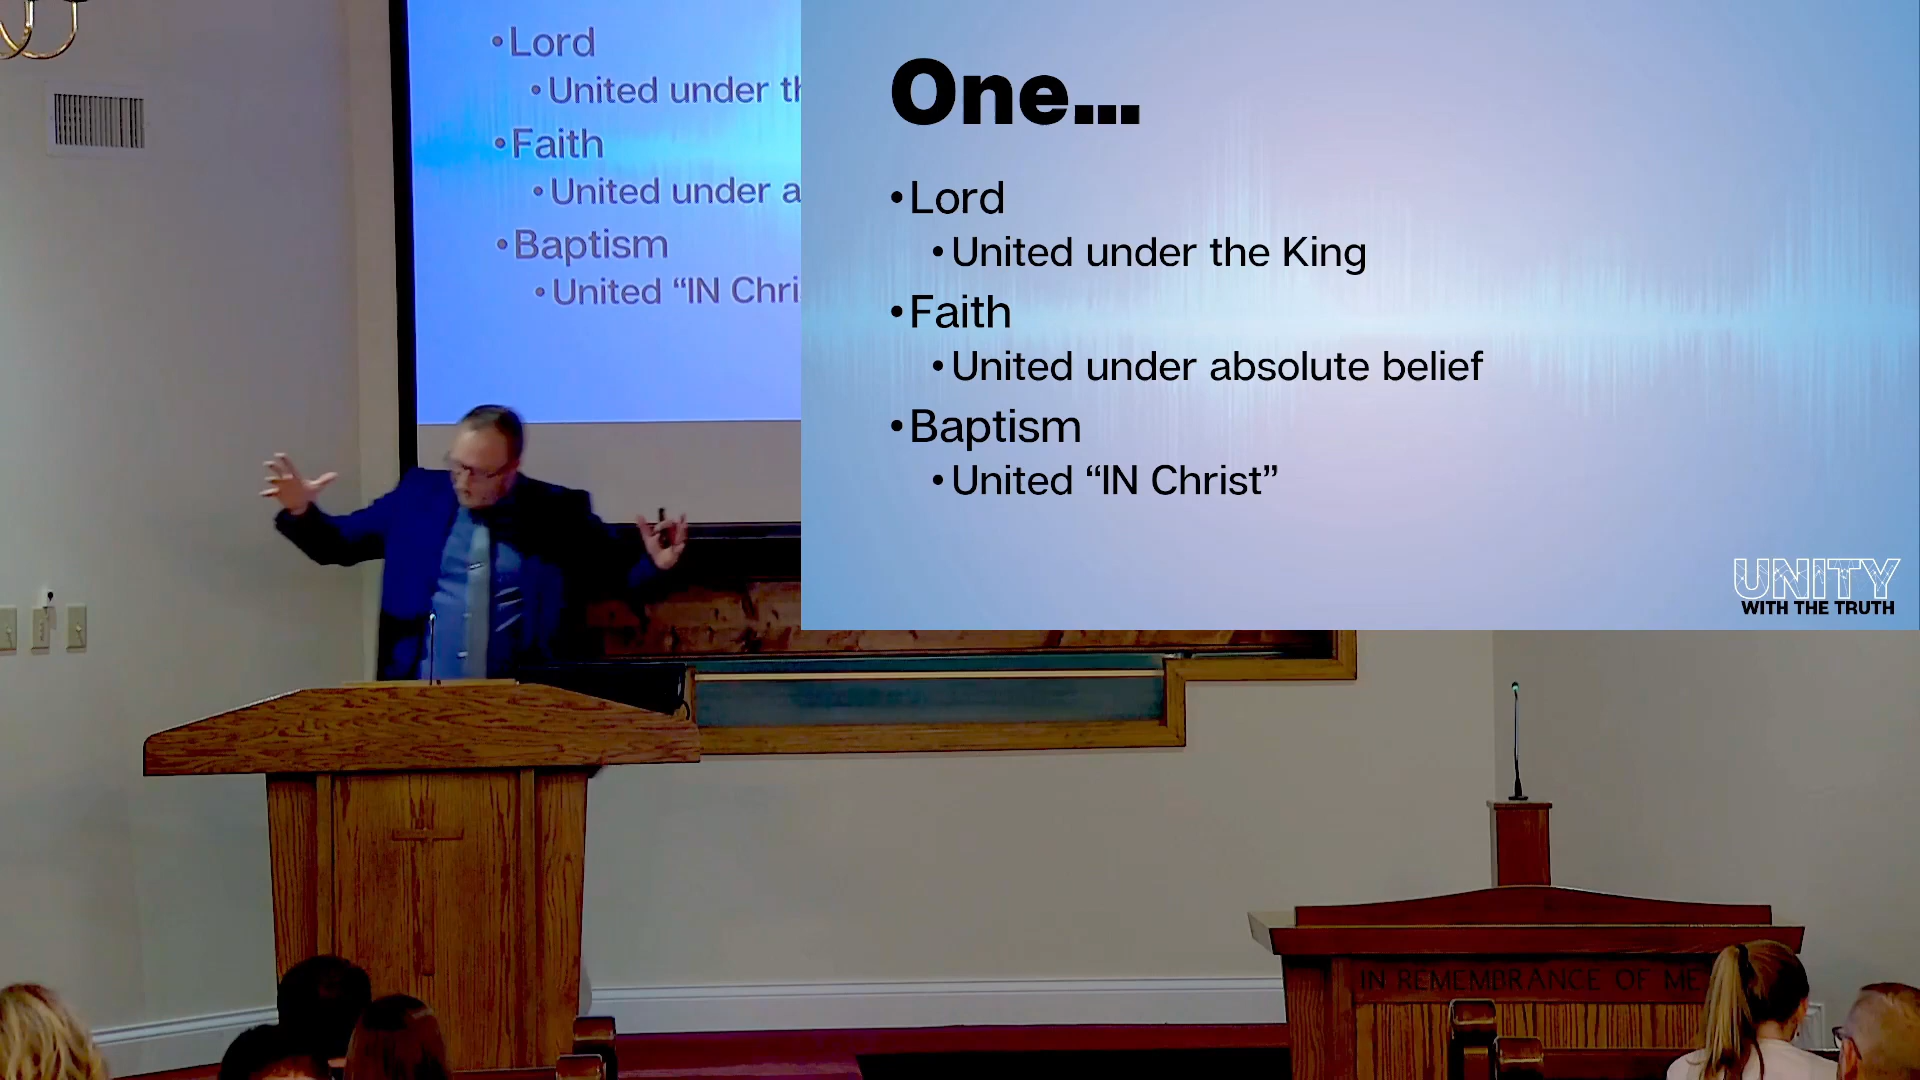 •Lord
•United under th
•Faith
•United under a
•Baptism
•United “IN Chri
One...
•Lord
•United under the King
•Faith
•United under absolute belief
•Baptism
•United “IN Christ”
UNITY
WITH THE TRUTH
IN REMEMBRANCE OF ME